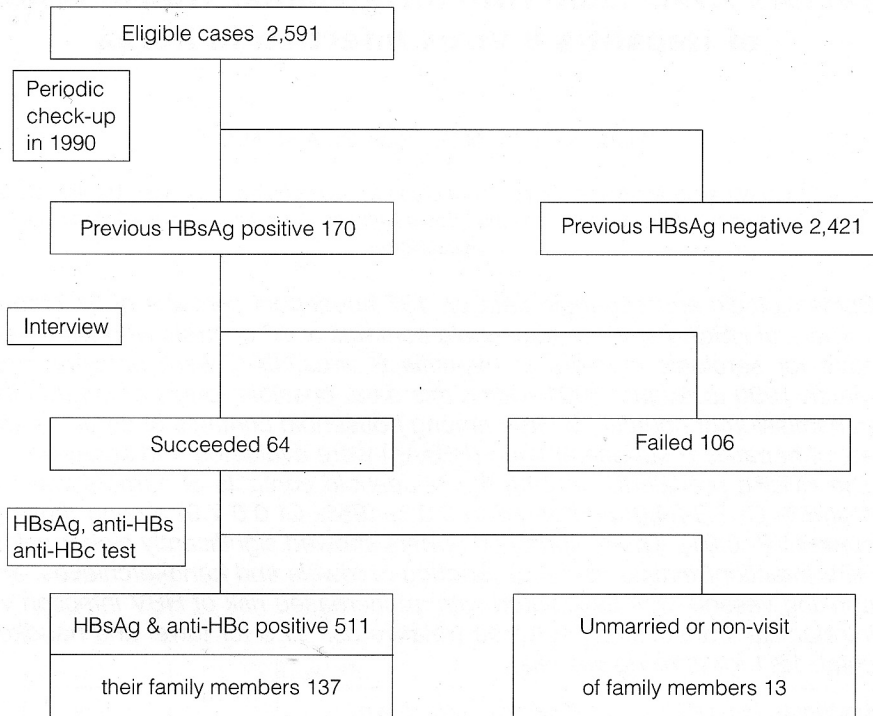 Eligible cases 2,591
Periodic
check-up
in 1990
Previous HBsAg positive 170
Previous HBsAg negative 2,421
Interview
Succeeded 64
Failed 106
HBsAg, anti-HBs
anti-HBc test
HBsAg & anti-HBc positive 511
Unmarried or non-visit
their family members 137
of family members 13